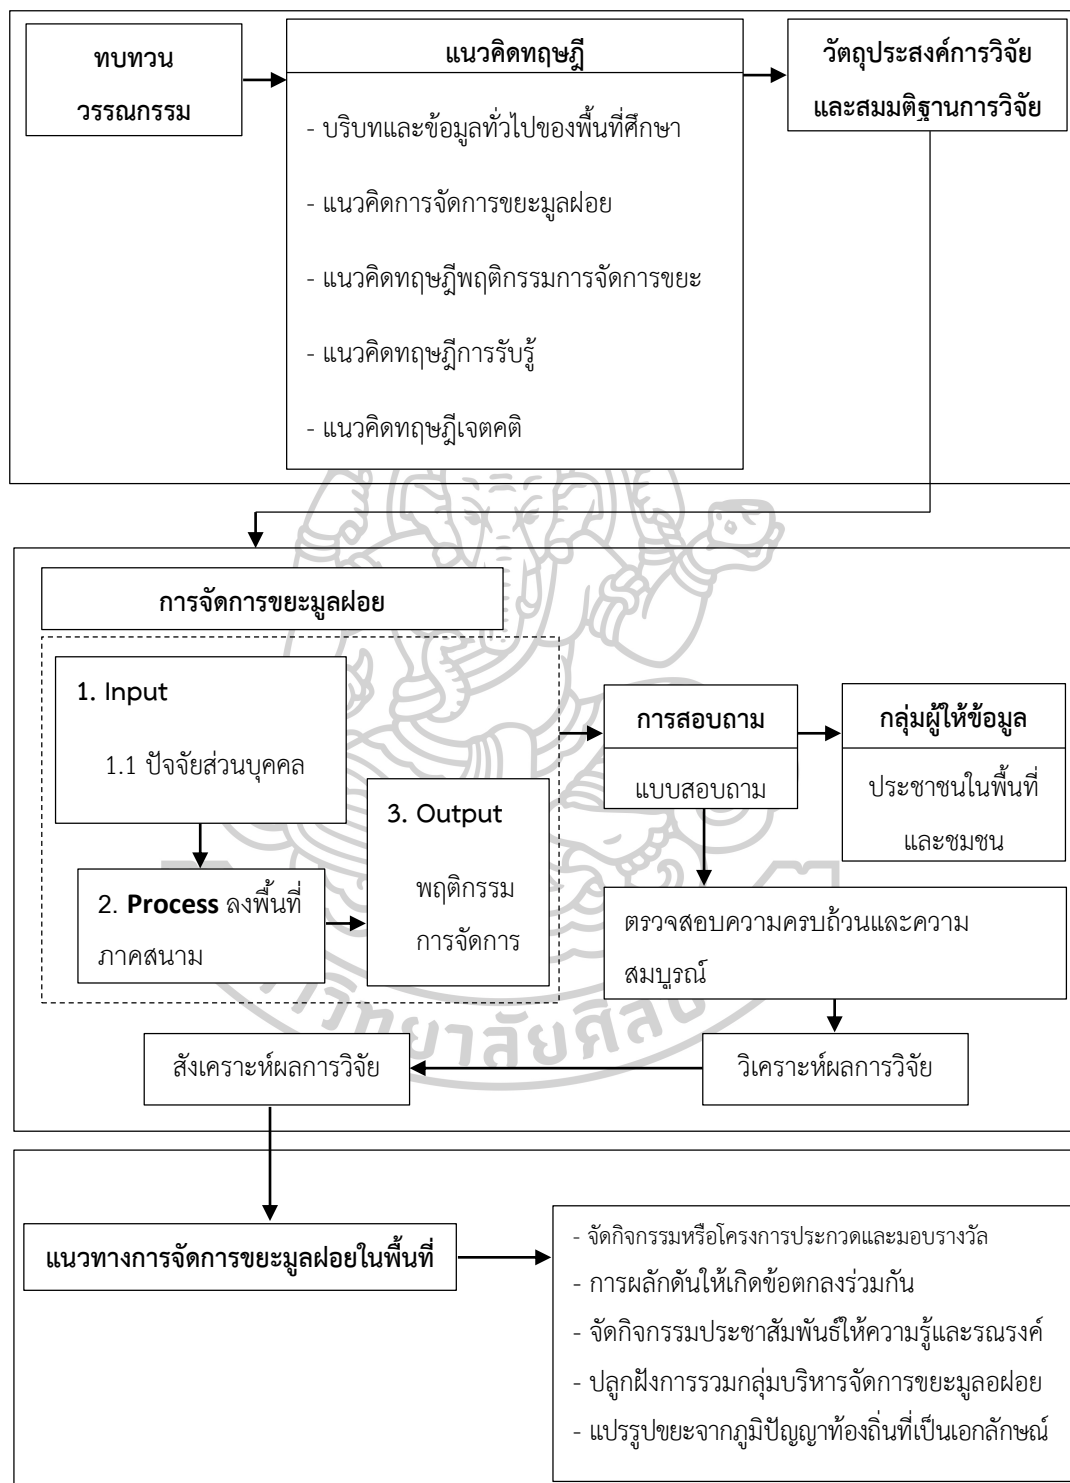 ทบทวน
วรรณกรรม
แนวคิดทฤษฎี
- บริบทและข้อมูลทั่วไปของพื้นที่ศึกษา
- แนวคิดการจัดการขยะมูลฝอย
- แนวคิดทฤษฎีพฤติกรรมการจัดการขยะ
- แนวคิดทฤษฎีการรับรู้
- แนวคิดทฤษฎีเจตคติ
วัตถุประสงค์การวิจัย
และสมมติฐานการวิจัย
การจัดการขยะมูลฝอย
1. Input
1.1 ปัจจัยส่วนบุคคล
2. Process ลงพื้นที่
ภาคสนาม
3. Output
พฤติกรรม
การจัดการ
การสอบถาม
แบบสอบถาม
กลุ่มผู้ให้ข้อมูล
ประชาชนในพื้นที่
และชมชน
ตรวจสอบความครบถ้วนและความ
สมบูรณ์
วิเคราะห์ผลการวิจัย
สังเคราะห์ผลการวิจัย
แนวทางการจัดการขยะมูลฝอยในพื้นที่
- จัดกิจกรรมหรือโครงการประกวดและมอบรางวัล
- การผลักดันให้เกิดข้อตกลงร่วมกัน
- จัดกิจกรรมประชาสัมพันธ์ให้ความรู้และรณรงค์
- ปลูกฝังการรวมกลุ่มบริหารจัดการขยะมูลอฝอย
- แปรรูปขยะจากภูมิปัญญาท้องถิ่นที่เป็นเอกลักษณ์